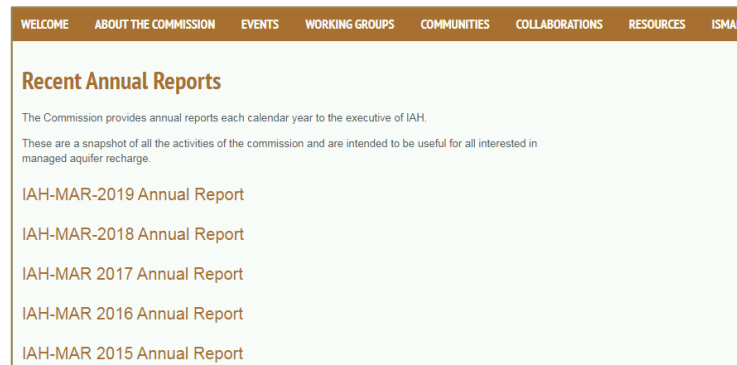 WELCOME ABOUT THE COMMISSION EVENTS WORKING GROUPS COMMUNITIES COLLABORATIONS RESOURCES
Recent Annual Reports
The Commission provides annual reports each calendar year to the executive of IAH.
These are a snapshot of all the activities of the commission and are intended to be useful for all interested in
managed aquifer recharge.
IAH-MAR-2019 Annual Report
IAH-MAR-2018 Annual Report
IAH-MAR 2017 Annual Report
IAH-MAR 2016 Annual Report
IAH-MAR 2015 Annual Report